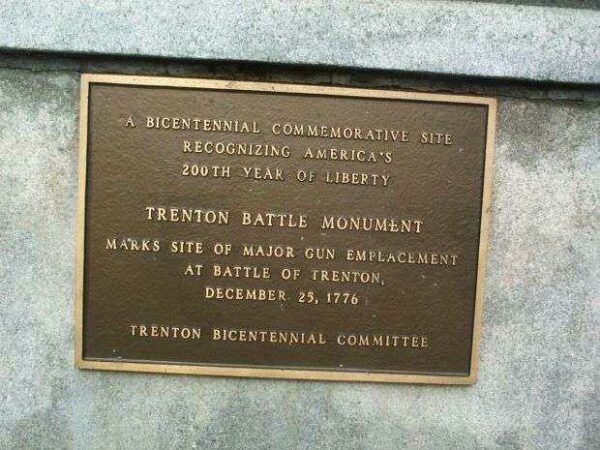 A BICENTENNIAL COMMEMORATIVE SITE
RECOGNIZING AMERICA'S
200TH YEAR OF LIBERTY
TRENTON BATTLE MONUMENT
MARKS SITE OF MAJOR GUN EMPLACEMENT
AT BATTLE OF TRENTON,
DECEMBER 25, 1776
TRENTON BICENTENNIAL COMMITTEE